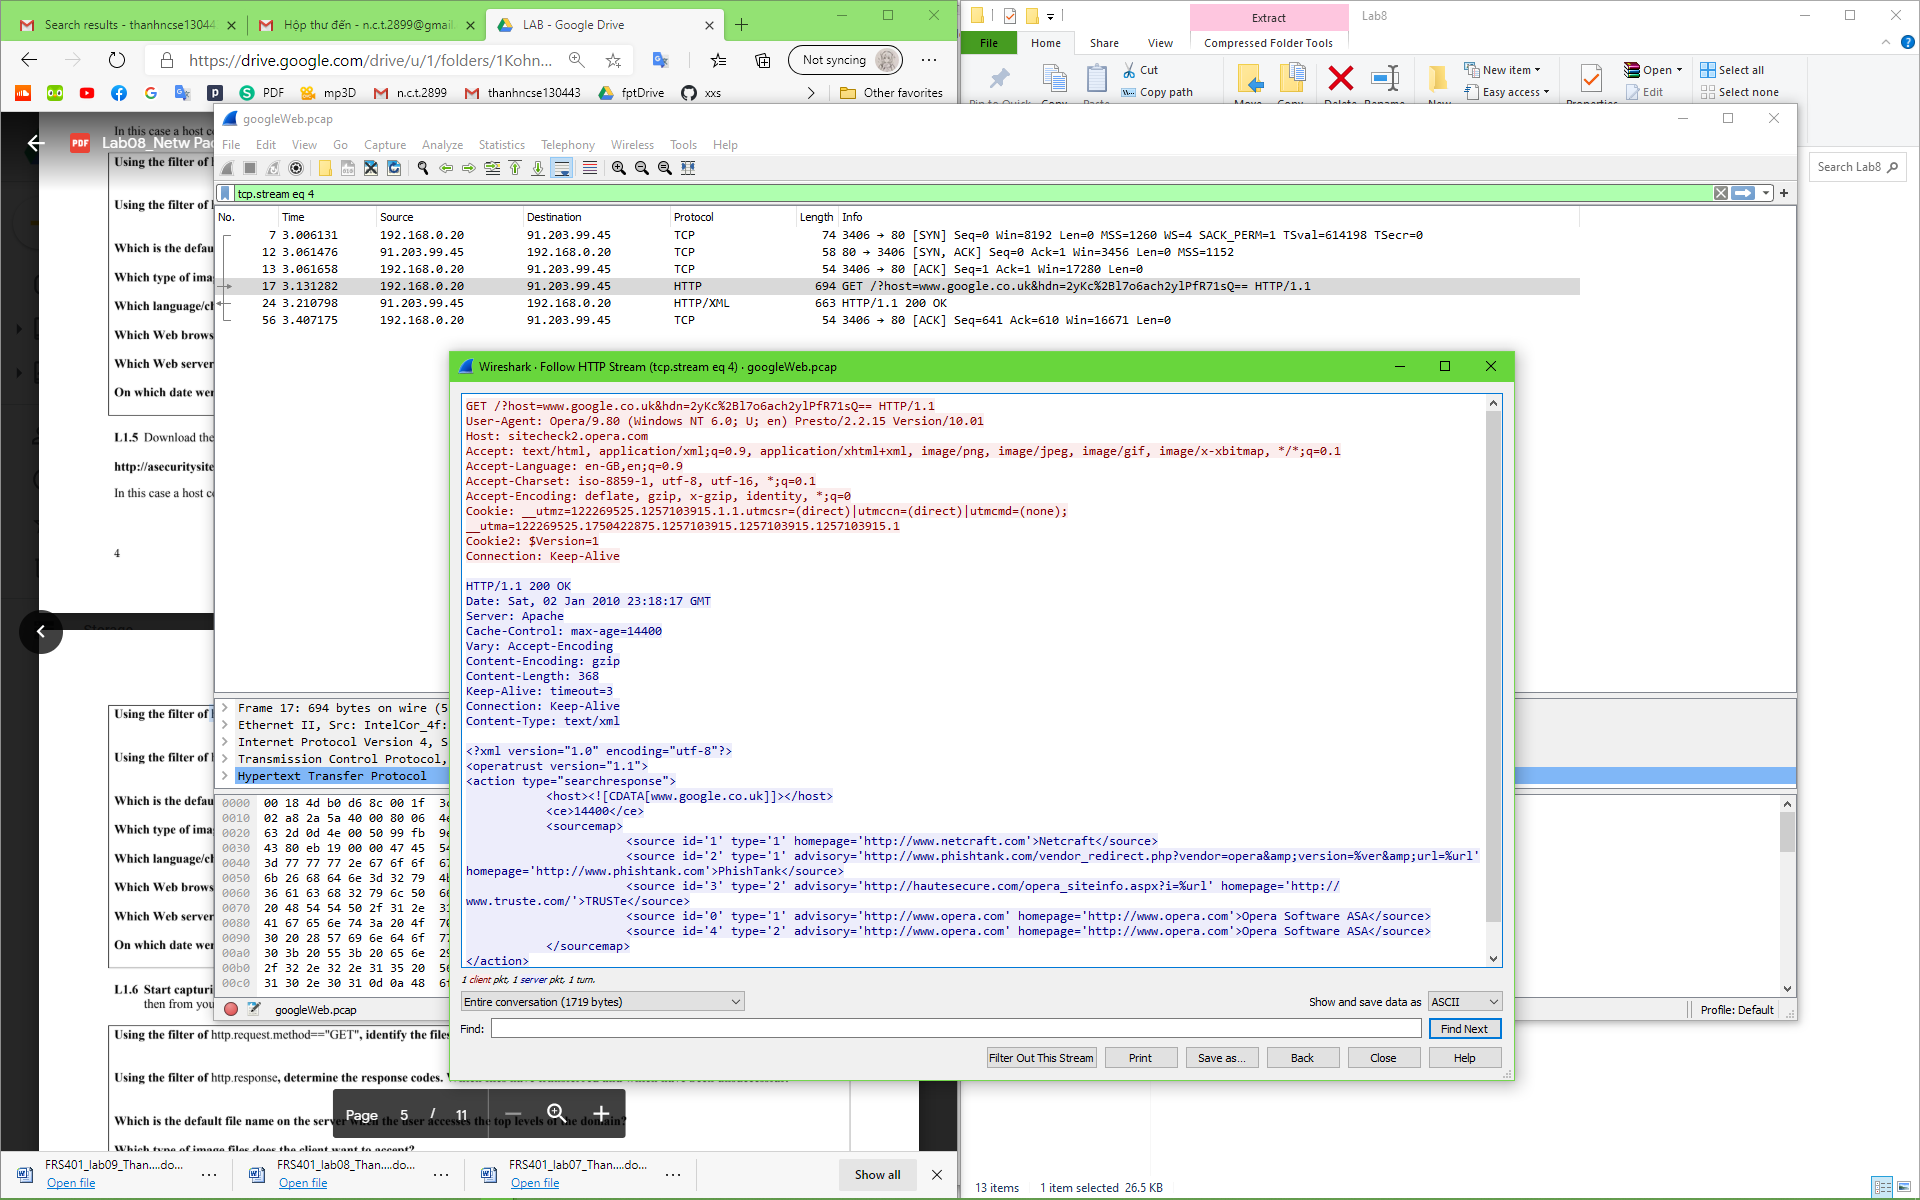 Search results - thanhncse13044
Hộp thư đến - n.c.t.2899@gmail.
LAB - Google Drive
https://drive.google.com/drive/u/1/folders/1Kohn...
Not syncing
PDF
mp3D
n.c.t.2899
thanhncse130443
fptDrive
xxs
Other favorites
Extract
Lab8
File
Home
Share
View
Compressed Folder Tools
Cut
Copy path
New item
Easy access
Open
Edit
Select all
Select none
Search Lab8
PDF
Lab08_Netw Pac
In this case a host co
Using the filter of
Using the filter of
Which is the defau
Which type of imag
Which language/ch
Which Web brows
Which Web server
On which date wer
L1.5 Download the
http://asecuritysite
In this case a host co
4
googleWeb.pcap
File Edit View Go Capture Analyze Statistics Telephony Wireless Tools Help
tcp.stream eq 4
No. Time Source Destination Protocol Length Info
7 3.006131 192.168.0.20 91.203.99.45 TCP 74 3406 → 80 [SYN] Seq=0 Win=8192 Len=0 MSS=1260 WS=4 SACK_PERM=1 TSval=614198 TSecr=0
12 3.061476 91.203.99.45 192.168.0.20 TCP 58 80 → 3406 [SYN, ACK] Seq=0 Ack=1 Win=3456 Len=0 MSS=1152
13 3.061658 192.168.0.20 91.203.99.45 TCP 54 3406 → 80 [ACK] Seq=1 Ack=1 Win=17280 Len=0
17 3.131282 192.168.0.20 91.203.99.45 HTTP 694 GET /?host=www.google.co.uk&hdn=2yKc%2Bl7o6ach2ylPfR71sQ== HTTP/1.1
24 3.210798 91.203.99.45 192.168.0.20 HTTP/XML 663 HTTP/1.1 200 OK
56 3.407175 192.168.0.20 91.203.99.45 TCP 54 3406 → 80 [ACK] Seq=641 Ack=610 Win=16671 Len=0
Wireshark · Follow HTTP Stream (tcp.stream eq 4) · googleWeb.pcap
GET /?host=www.google.co.uk&hdn=2yKc%2Bl7o6ach2ylPfR71sQ== HTTP/1.1
User-Agent: Opera/9.80 (Windows NT 6.0; U; en) Presto/2.2.15 Version/10.01
Host: sitecheck2.opera.com
Accept: text/html, application/xml;q=0.9, application/xhtml+xml, image/png, image/jpeg, image/gif, image/x-xbitmap, */*;q=0.1
Accept-Language: en-GB,en;q=0.9
Accept-Charset: iso-8859-1, utf-8, utf-16, *;q=0.1
Accept-Encoding: deflate, gzip, x-gzip, identity, *;q=0
Cookie: __utmz=122269525.1257103915.1.1.utmcsr=(direct)|utmccn=(direct)|utmcmd=(none);
__utma=122269525.1750422875.1257103915.1257103915.1257103915.1
Cookie2: $Version=1
Connection: Keep-Alive
HTTP/1.1 200 OK
Date: Sat, 02 Jan 2010 23:18:17 GMT
Server: Apache
Cache-Control: max-age=14400
Vary: Accept-Encoding
Content-Encoding: gzip
Content-Length: 368
Keep-Alive: timeout=3
Connection: Keep-Alive
Content-Type: text/xml
<?xml version="1.0" encoding="utf-8"?>
<operatrust version="1.1">
<action type="searchresponse">
<host><![CDATA[www.google.co.uk]]></host>
<ce>14400</ce>
<sourcemap>
<source id='1' type='1' homepage='http://www.netcraft.com'>Netcraft</source>
<source id='2' type='1' advisory='http://www.phishtank.com/vendor_redirect.php?vendor=opera&amp;version=%ver&amp;url=%url'
homepage='http://www.phishtank.com'>PhishTank</source>
<source id='3' type='2' advisory='http://hautesecure.com/opera_siteinfo.aspx?i=%url' homepage='http://
www.truste.com/'>TRUSTe</source>
<source id='0' type='1' advisory='http://www.opera.com' homepage='http://www.opera.com'>Opera Software ASA</source>
<source id='4' type='2' advisory='http://www.opera.com' homepage='http://www.opera.com'>Opera Software ASA</source>
</sourcemap>
</action>
1 client pkt, 1 server pkt, 1 turn.
Entire conversation (1719 bytes)
Show and save data as
ASCII
Find:
Find Next
Filter Out This Stream
Print
Save as...
Back
Close
Help
Frame 17: 694 bytes on wire (5
Ethernet II, Src: IntelCor_4f:
Internet Protocol Version 4, S
Transmission Control Protocol,
Hypertext Transfer Protocol
0000 00 18 4d b0 d6 8c 00 1f 3c
0010 02 a8 2a 5a 40 00 80 06 4e
0020 63 2d 0d 4e 00 50 99 fb 9e
0030 43 80 eb 19 00 00 47 45 54
0040 3d 77 77 77 2e 67 6f 6f 67
0050 6b 26 68 64 6e 3d 32 79 4b
0060 36 61 63 68 32 79 6c 50 66
0070 20 48 54 54 50 2f 31 2e 31
0080 41 67 65 6e 74 3a 20 4f 70
0090 30 20 28 57 69 6e 64 6f 77
00a0 30 3b 20 55 3b 20 65 6e 29
00b0 2f 32 2e 32 2e 31 35 20 56
00c0 31 30 2e 30 31 0d 0a 48 6f
googleWeb.pcap
Profile: Default
Using the filter of
Using the filter of
Which is the defau
Which type of imag
Which language/ch
Which Web brows
Which Web server
On which date wer
L1.6 Start capturi
then from you
Using the filter of http.request.method=="GET", identify the files
Using the filter of http.response, determine the response codes.
Which is the default file name on the server when the user accesses the top levels of the domain?
Which type of image files does the client want to accept?
Page 5 / 11
FRS401_lab09_Than....do...
Open file
FRS401_lab08_Than....do...
Open file
FRS401_lab07_Than....do...
Open file
Show all
13 items
1 item selected 26.5 KB